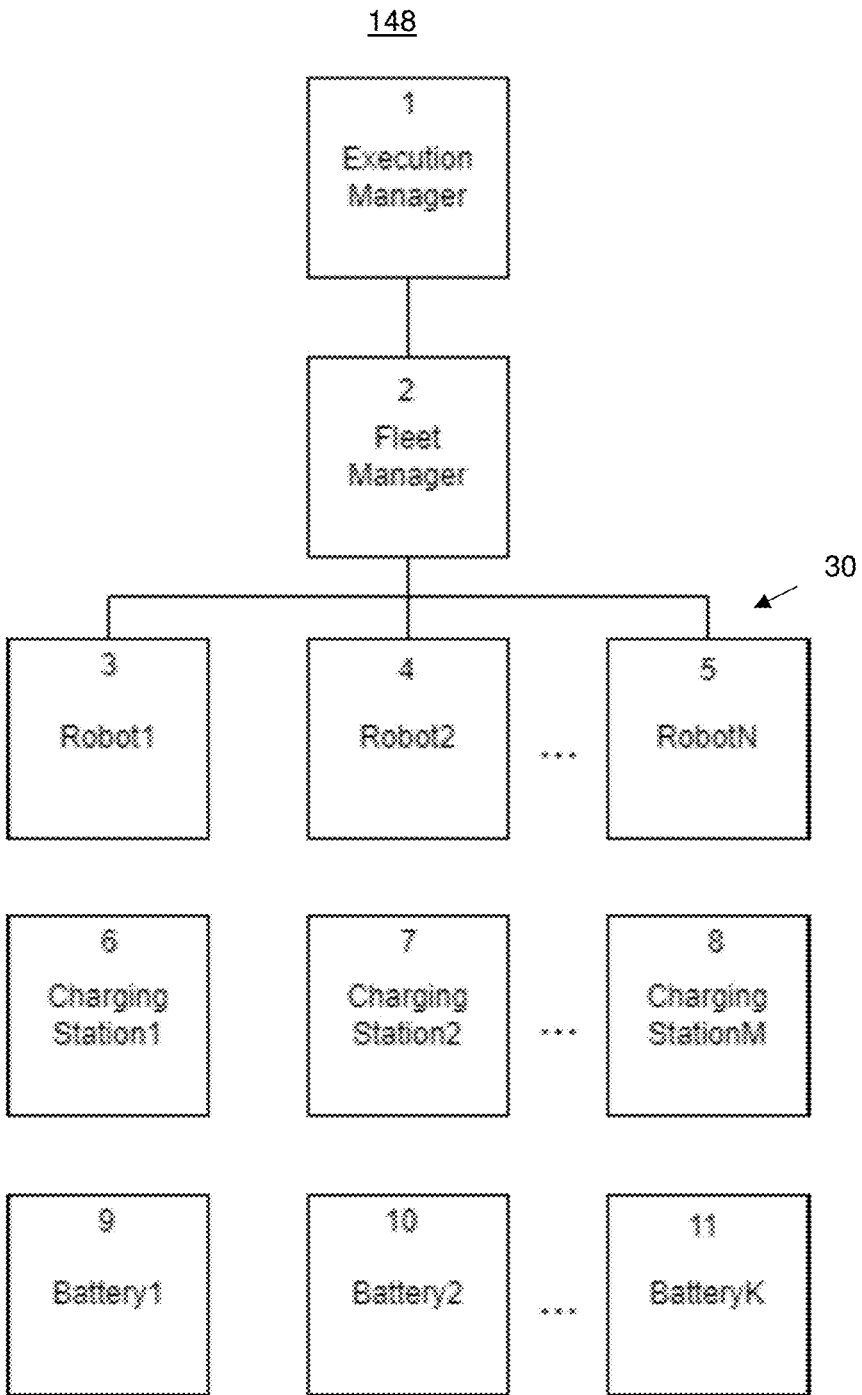 148
1
Execution
Manager
2
Fleet
Manager
30
3 4 5
Robot1 Robot2 ... RobotN
6 7 8
Charging Charging Charging
Station1 Station2 ... StationM
9 10 11
Battery1 Battery2 ... BatteryK